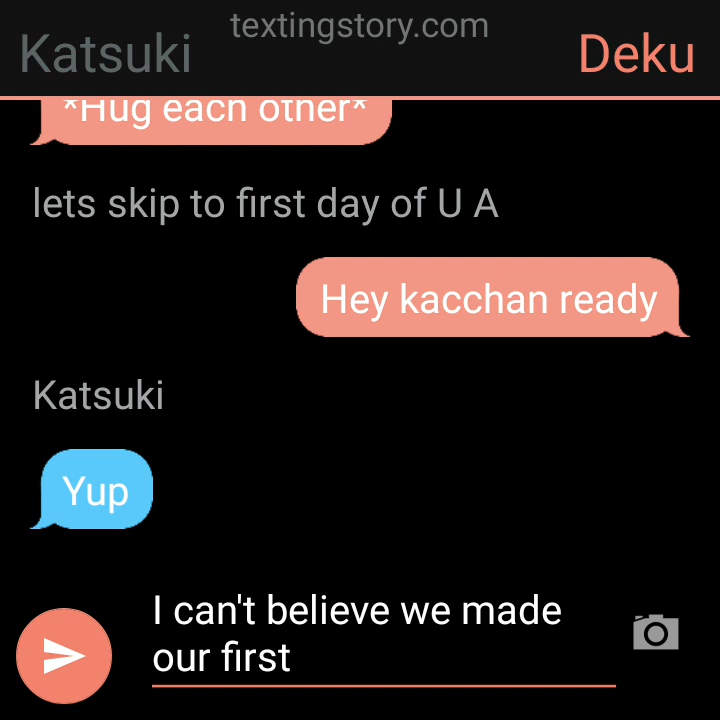 textingstory.com
Katsuki
Deku
*Hug each other*
lets skip to first day of U A
Hey kacchan ready
Katsuki
Yup
I can't believe we made
our first